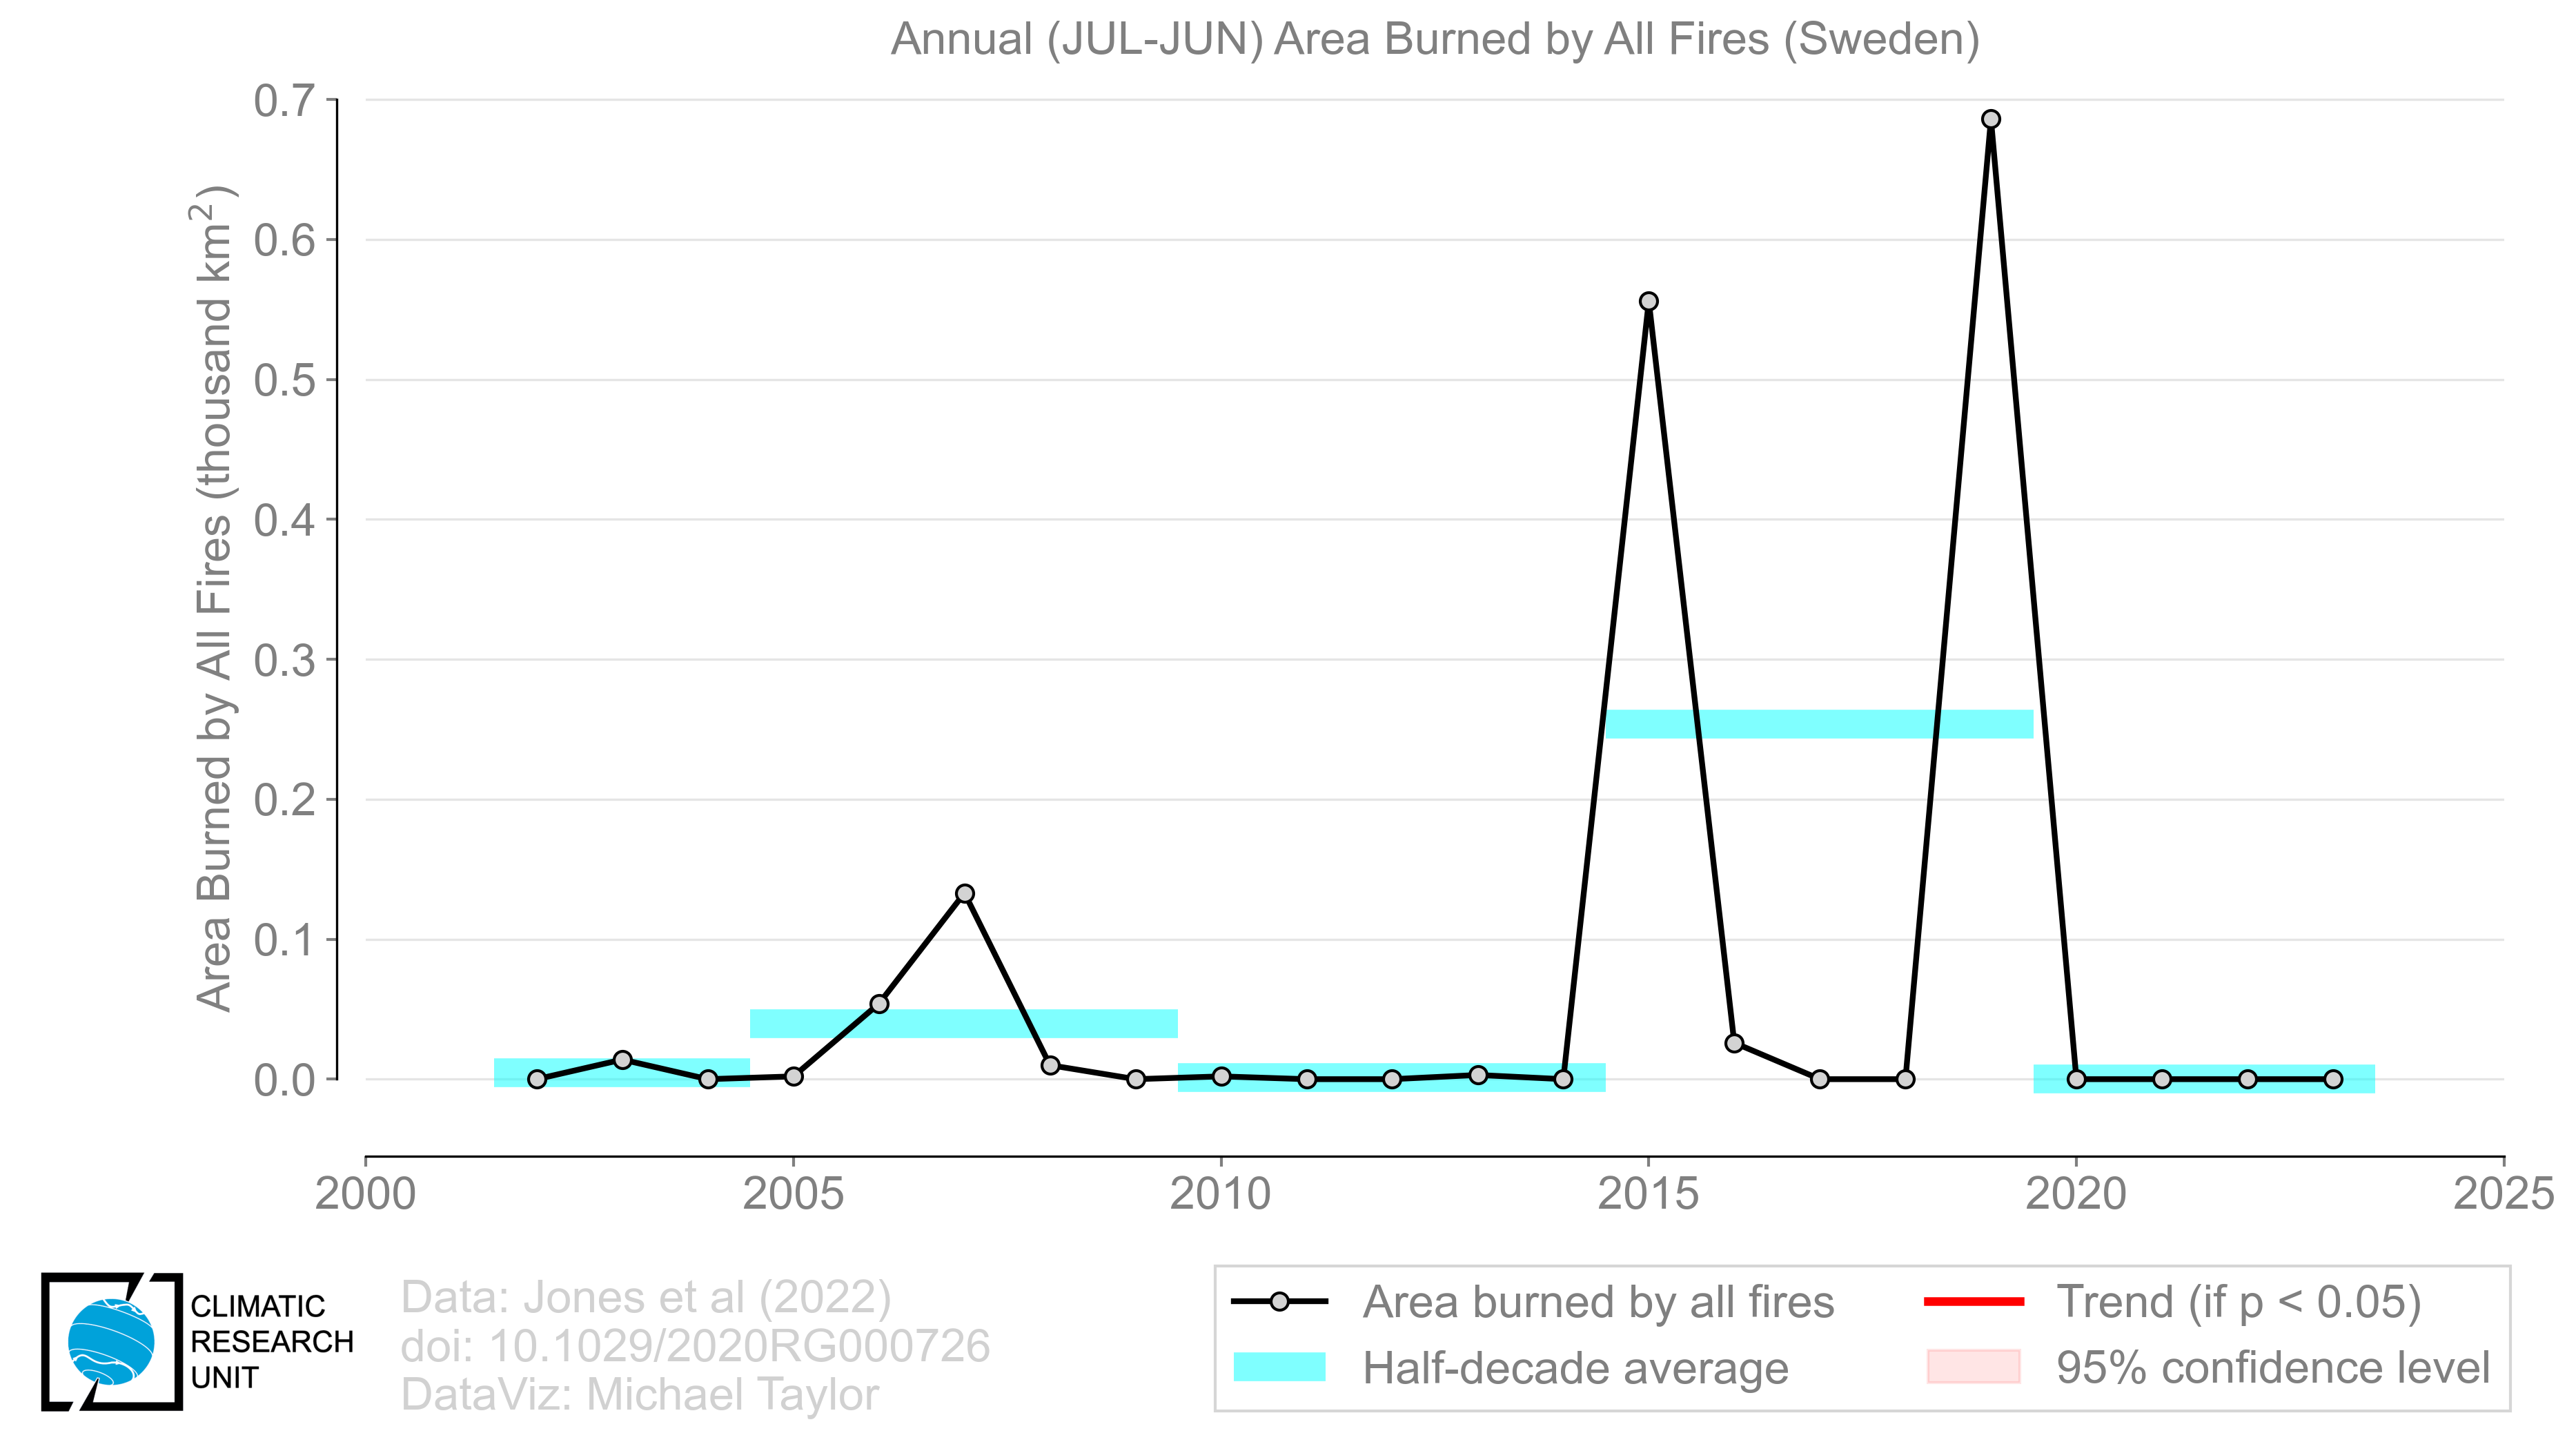 Annual (JUL-JUN) Area Burned by All Fires (Sweden)
Area Burned by All Fires (thousand km²)
0.7
0.6
0.5
0.4
0.3
0.2
0.1
0.0
2000 2005 2010 2015 2020 2025
CLIMATIC
RESEARCH
UNIT
Data: Jones et al (2022)
doi: 10.1029/2020RG000726
DataViz: Michael Taylor
Area burned by all fires
Half-decade average
Trend (if p < 0.05)
95% confidence level